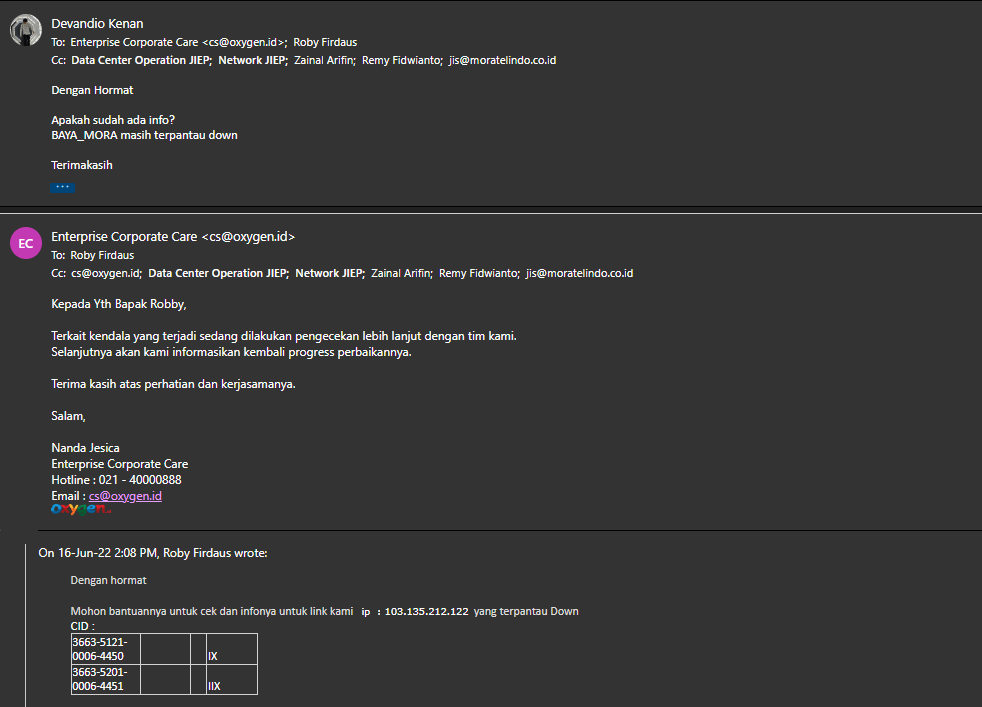 Devandio Kenan
To: Enterprise Corporate Care <cs@oxygen.id>; Roby Firdaus
Cc: Data Center Operation JIEP; Network JIEP; Zainal Arifin; Remy Fidwianto; jis@moratelindo.co.id
Dengan Hormat
Apakah sudah ada info?
BAYA_MORA masih terpantau down
Terimakasih
...
EC
Enterprise Corporate Care <cs@oxygen.id>
To: Roby Firdaus
Cc: cs@oxygen.id; Data Center Operation JIEP; Network JIEP; Zainal Arifin; Remy Fidwianto; jis@moratelindo.co.id
Kepada Yth Bapak Robby,
Terkait kendala yang terjadi sedang dilakukan pengecekan lebih lanjut dengan tim kami.
Selanjutnya akan kami informasikan kembali progress perbaikannya.
Terima kasih atas perhatian dan kerjasamanya.
Salam,
Nanda Jesica
Enterprise Corporate Care
Hotline : 021 - 40000888
Email : cs@oxygen.id
oxygen.id
On 16-Jun-22 2:08 PM, Roby Firdaus wrote:
Dengan hormat
Mohon bantuannya untuk cek dan infonya untuk link kami ip : 103.135.212.122 yang terpantau Down
CID :
3663-5121-
0006-4450 IX
3663-5201-
0006-4451 IIX